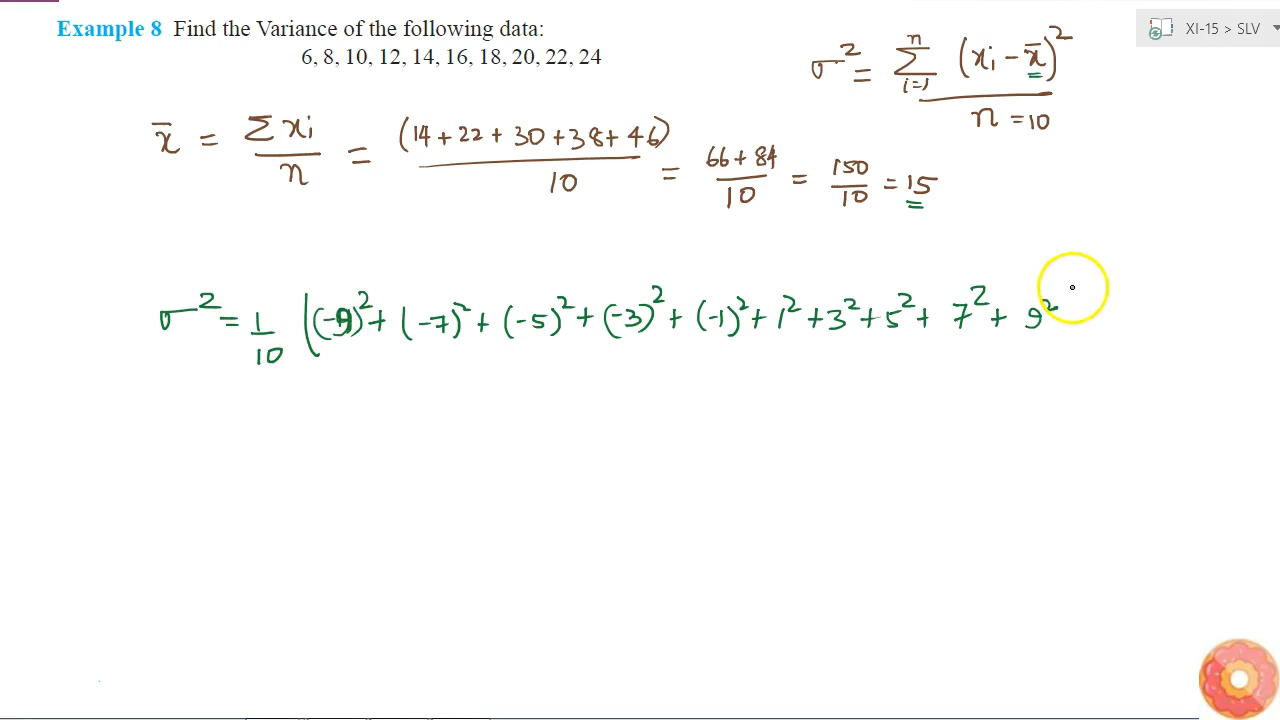 Example 8 Find the Variance of the following data:
6, 8, 10, 12, 14, 16, 18, 20, 22, 24
XI-15 > SLV
σ² = Σ_{i=1}^{n} (xi - x̄)² / n = 10
x̄ = Σxi / n = (14 + 22 + 30 + 38 + 46) / 10 = 66 + 84 / 10 = 150 / 10 = 15
σ² = 1/10 ((-9)² + (-7)² + (-5)² + (-3)² + (-1)² + 1² + 3² + 5² + 7² + 9²